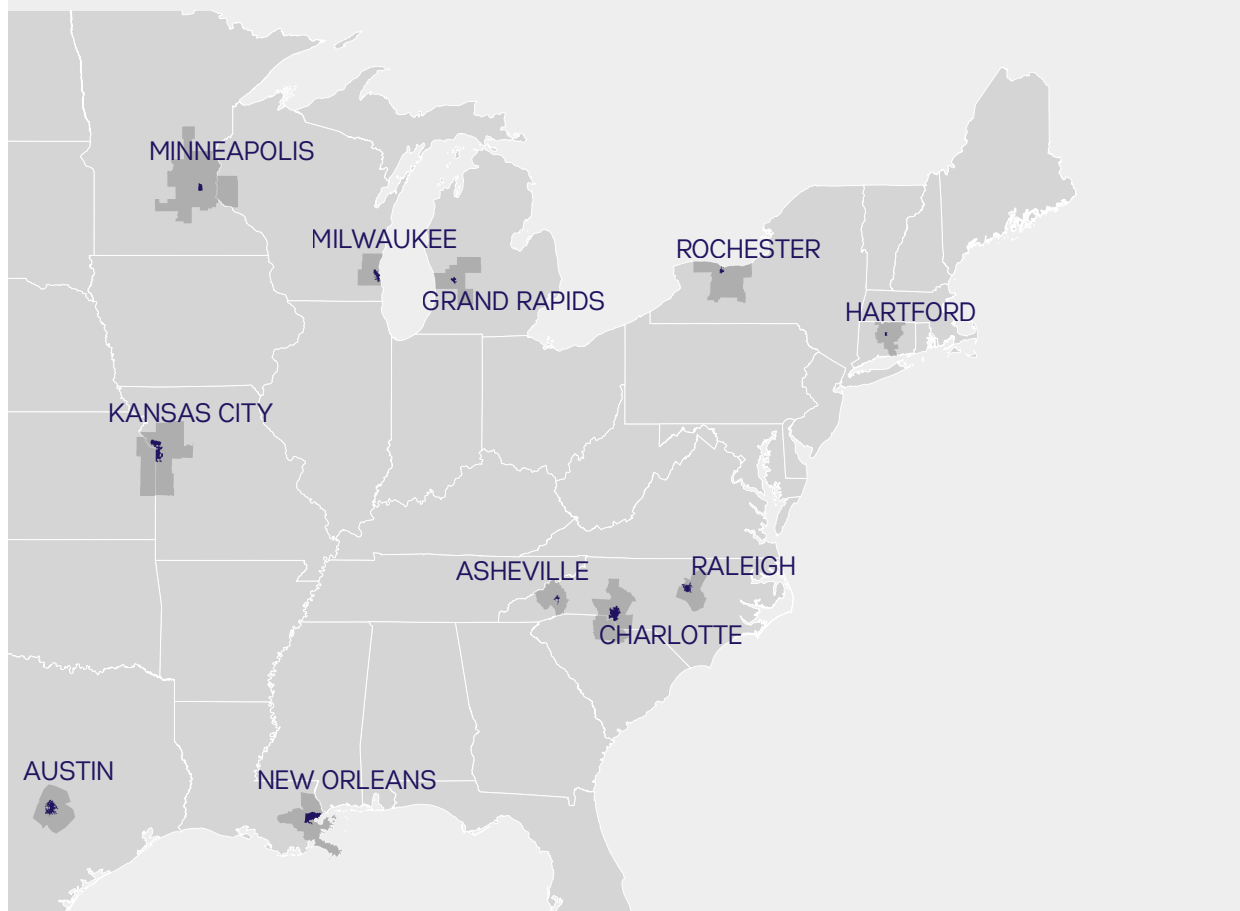 MINNEAPOLIS
MILWAUKEE
ROCHESTER
GRAND RAPIDS
HARTFORD
KANSAS CITY
RALEIGH
ASHEVILLE
CHARLOTTE
AUSTIN
NEW ORLEANS